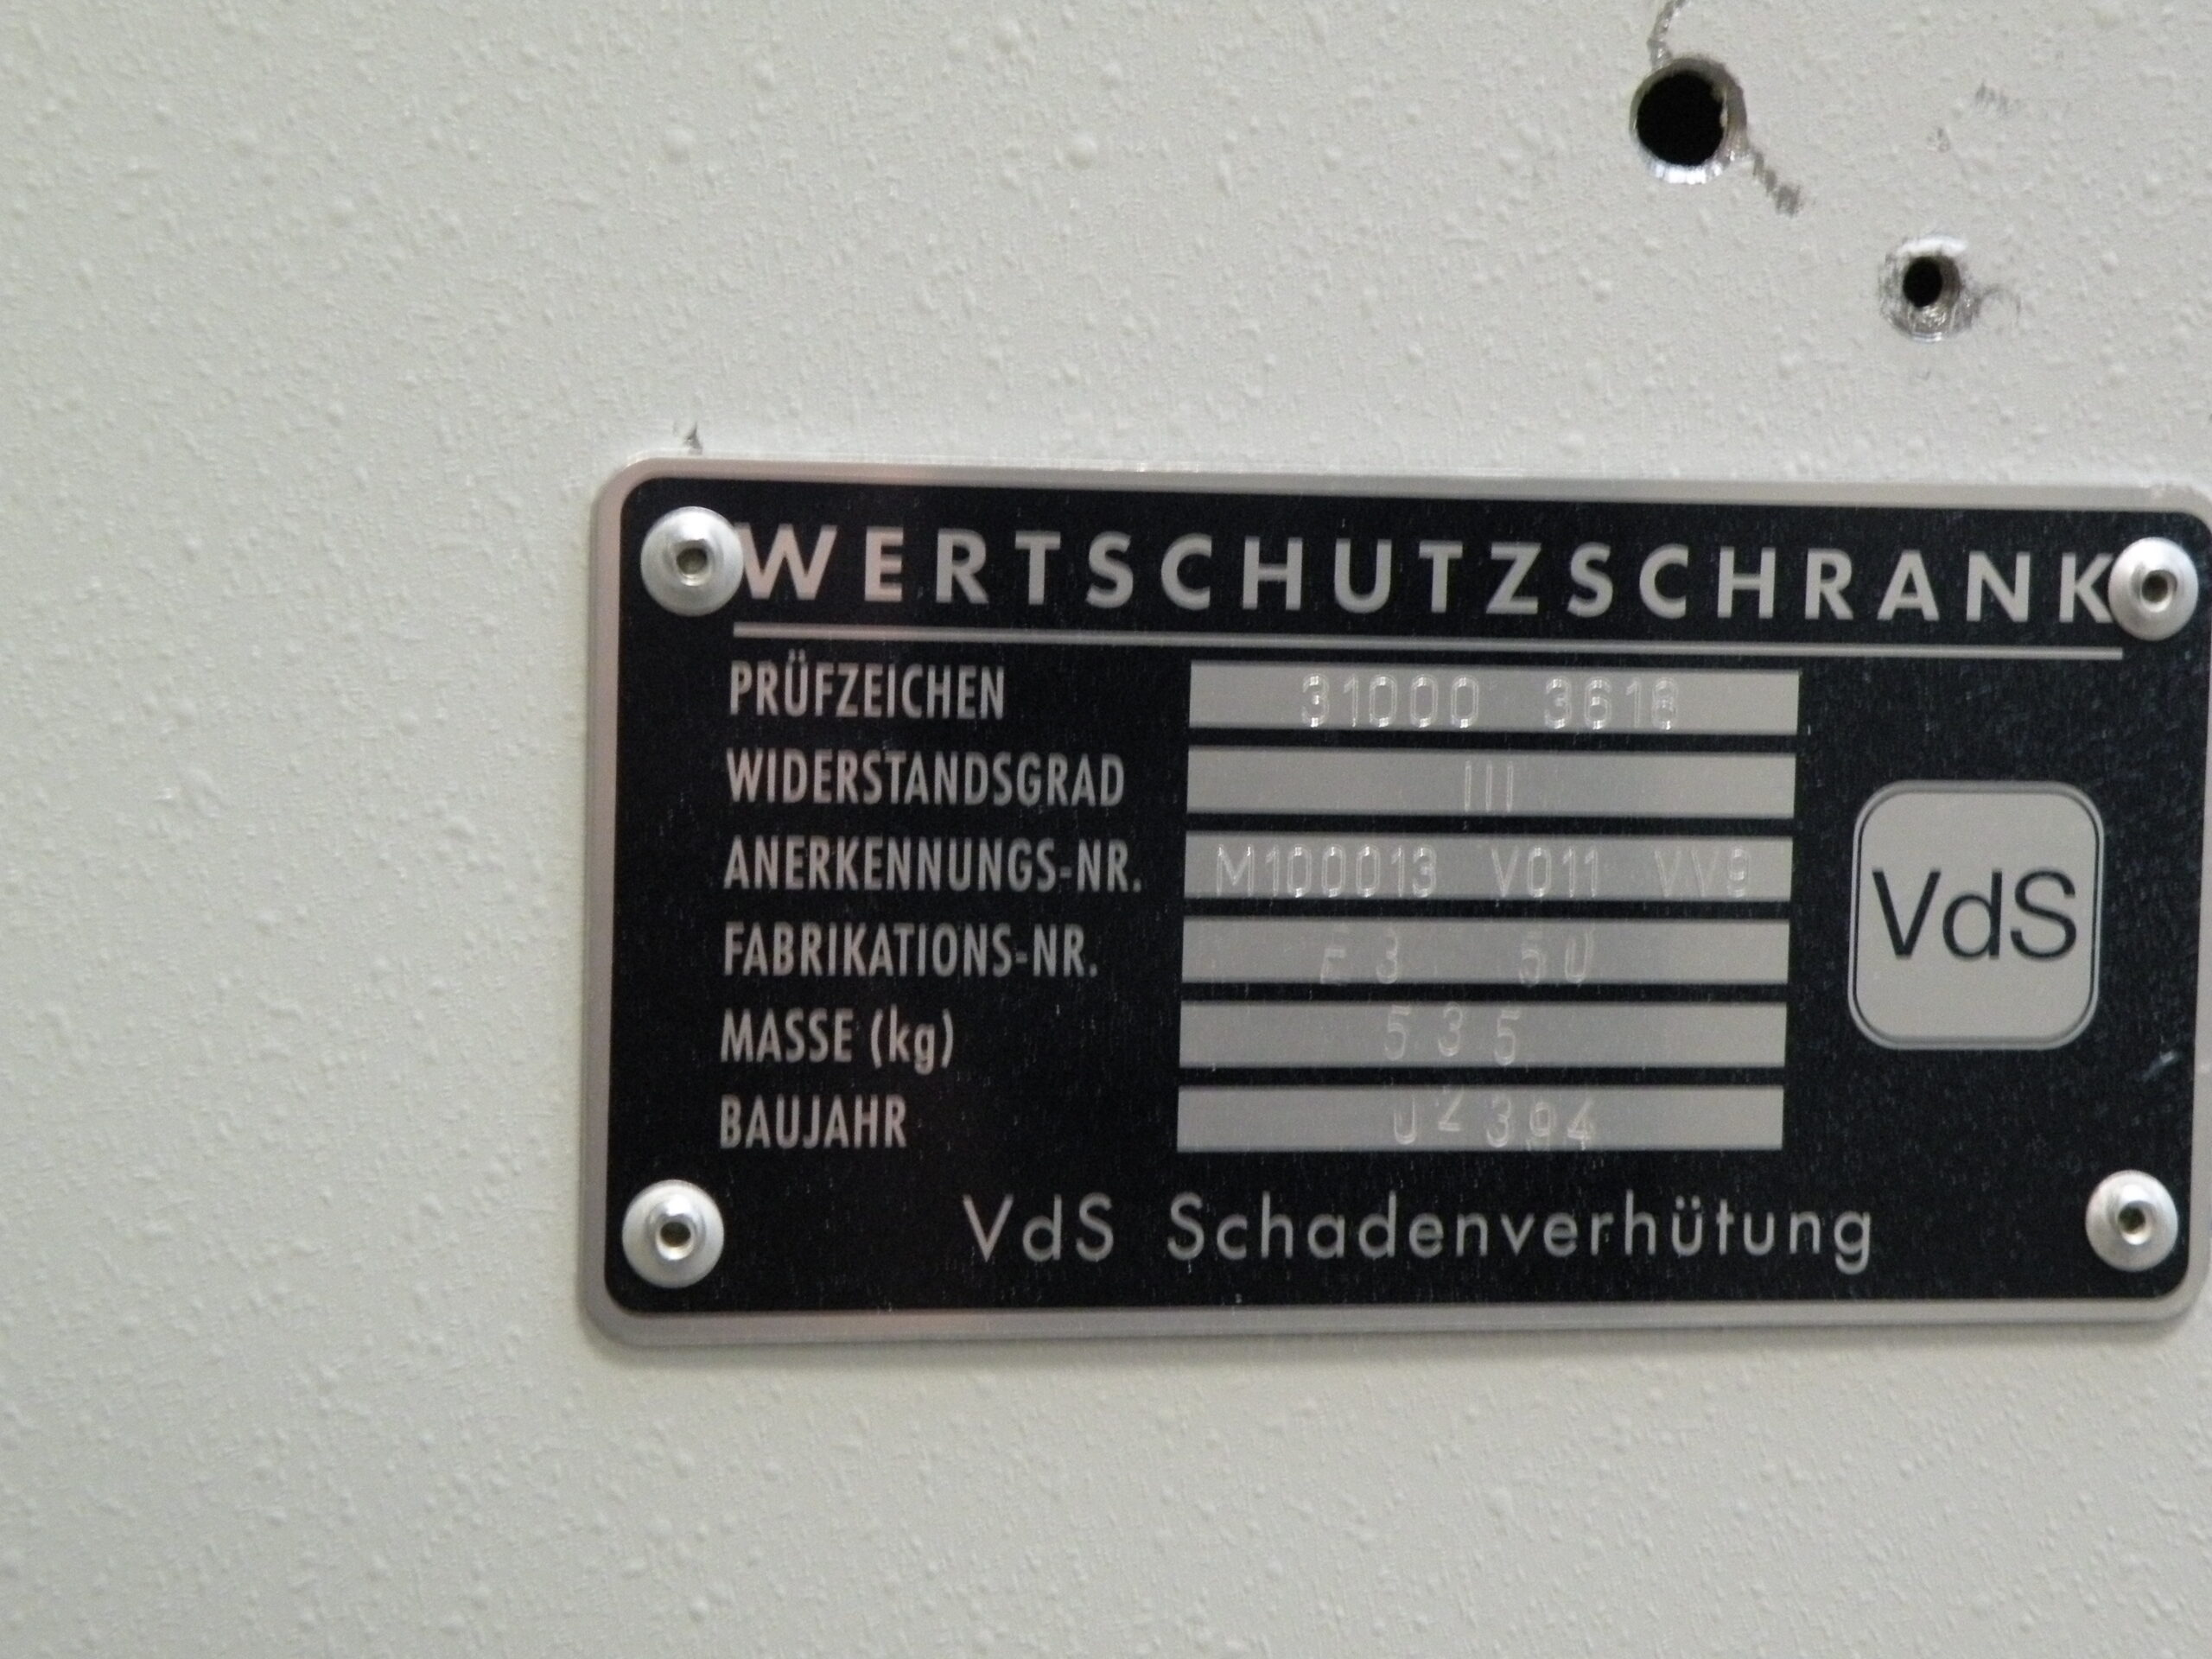 WERTSCHUTZSCHRANK
PRÜFZEICHEN 31000 3618
WIDERSTANDSGRAD III
ANERKENNUNGS-NR. M100013 V011
FABRIKATIONS-NR.
MASSE (kg) 535
BAUJAHR
VdS
VdS Schadenverhütung